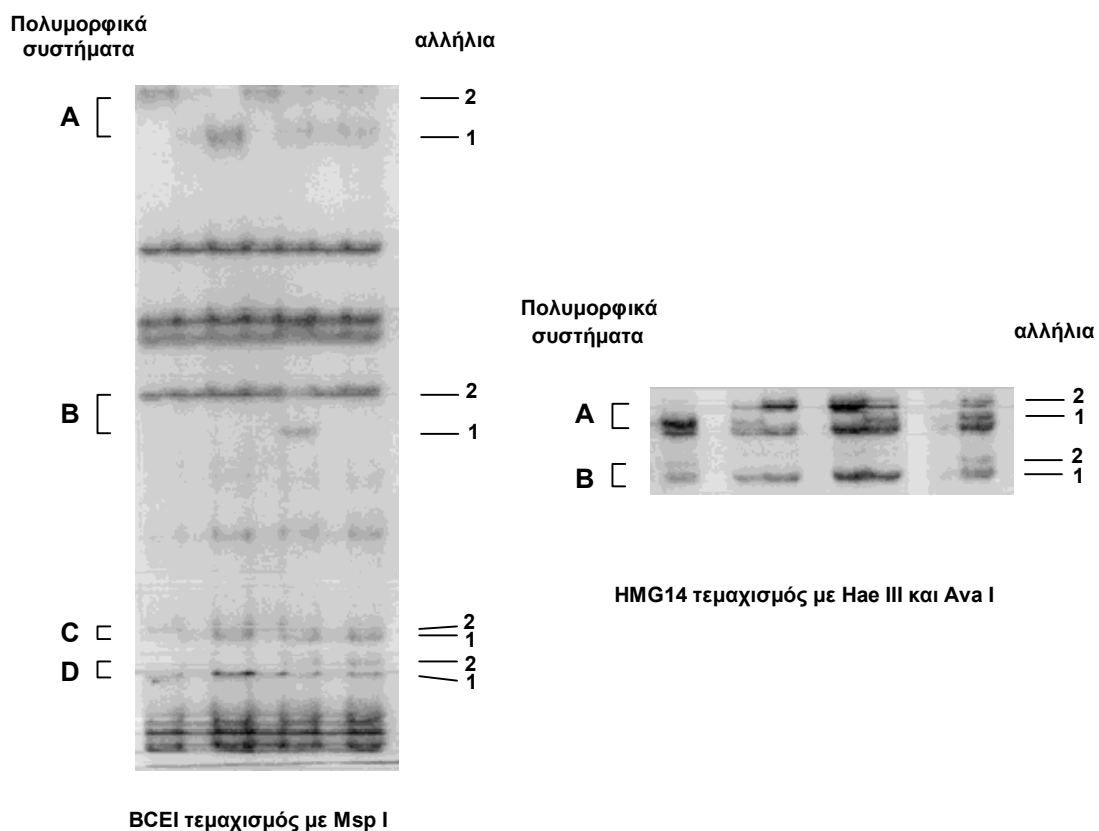 Πολυμορφικά
συστήματα
αλλήλια
A
2
1
B
2
1
C
2
1
D
2
1
BCEI τεμαχισμός με Msp I
Πολυμορφικά
συστήματα
αλλήλια
A
2
1
B
2
1
HMG14 τεμαχισμός με Hae III και Ava I